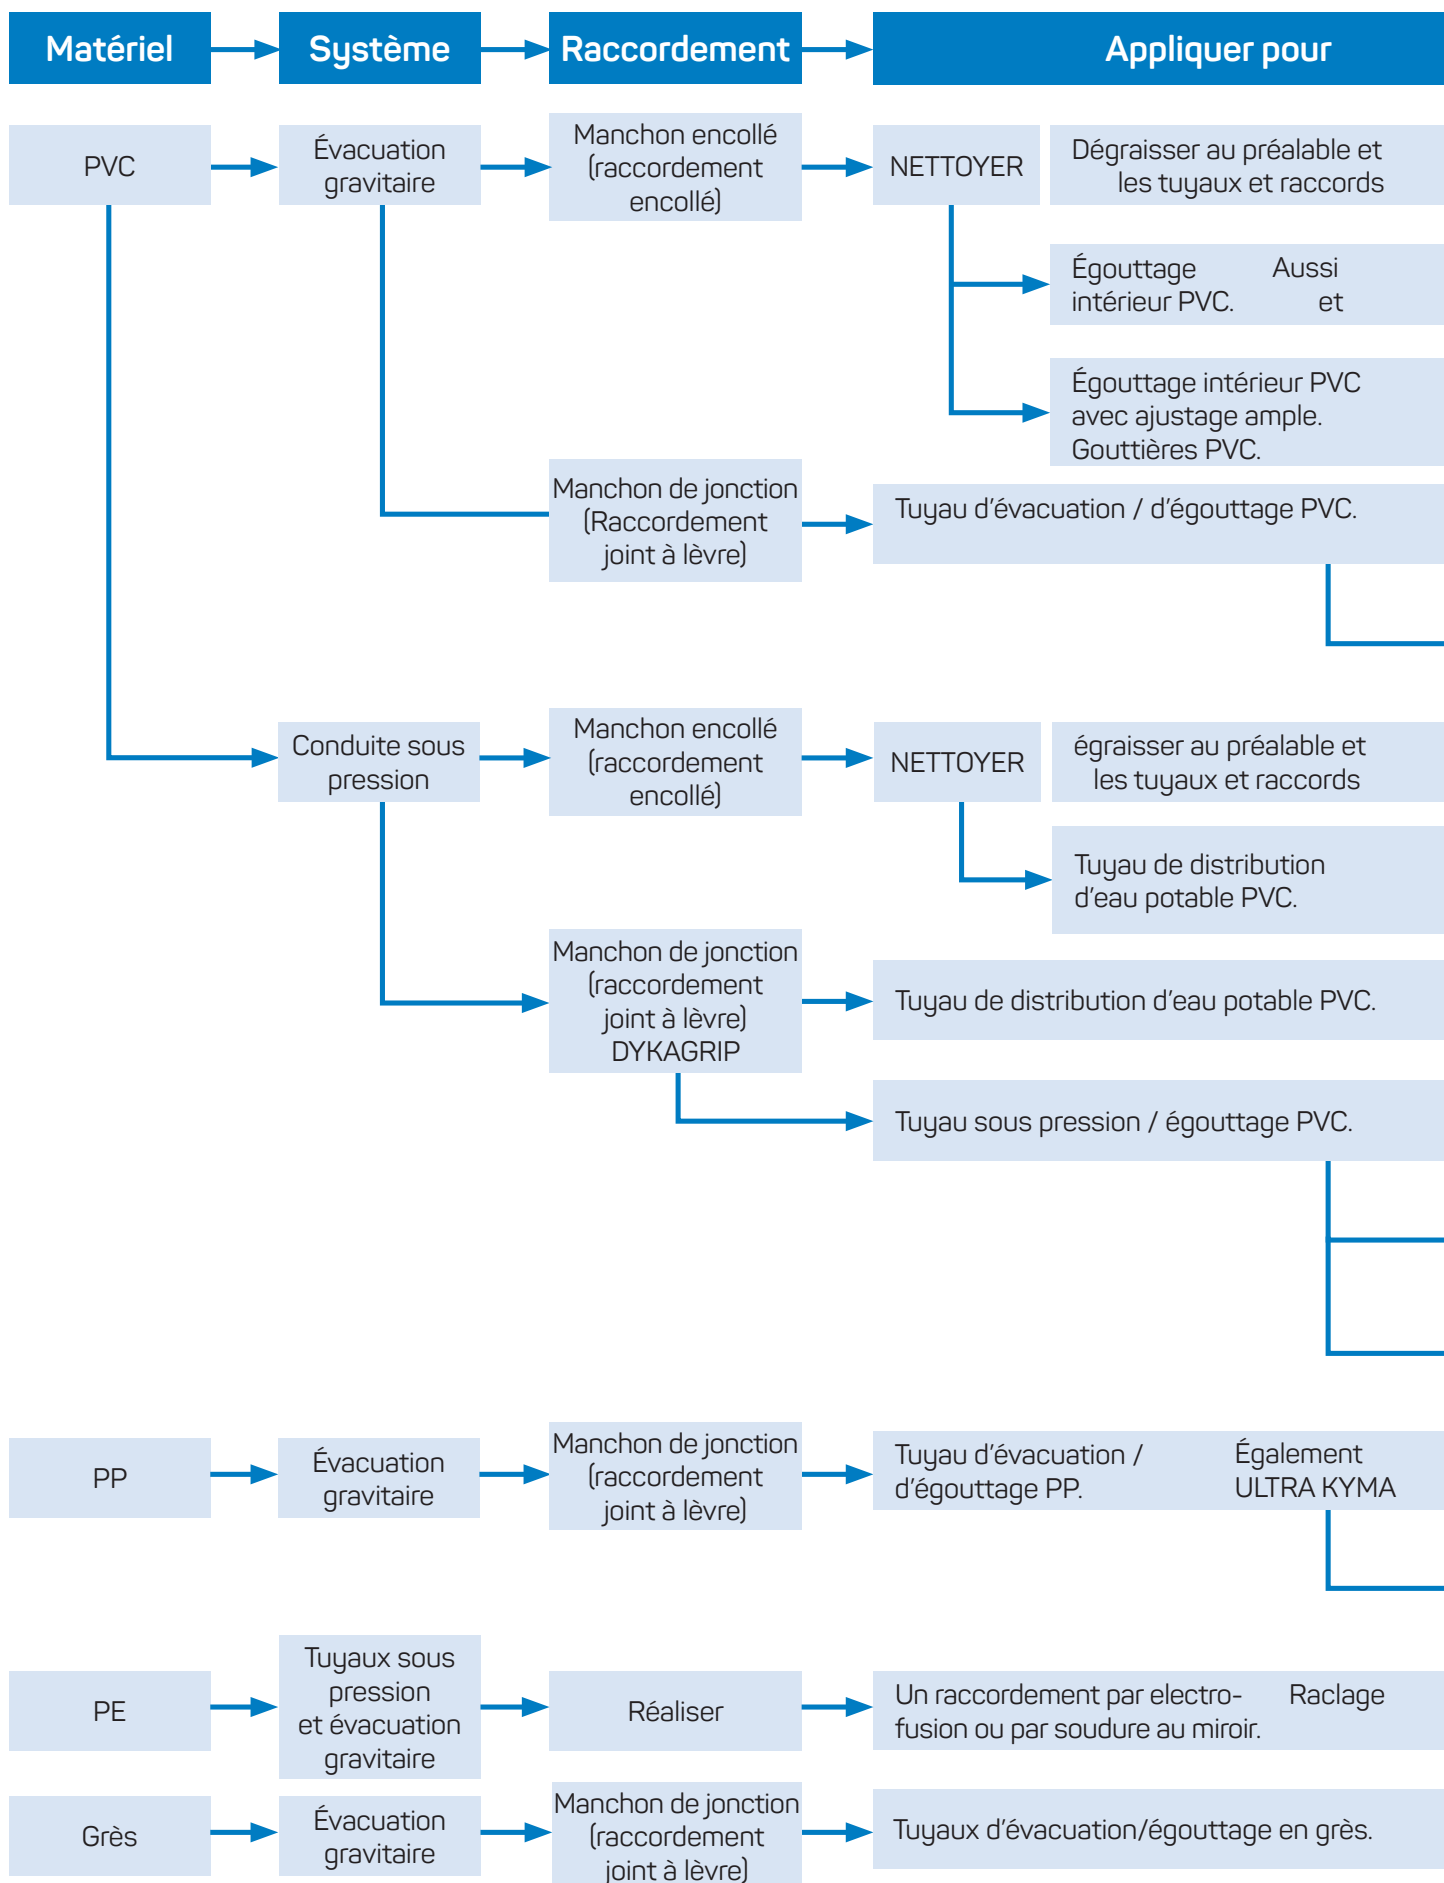 Matériel
Système
Raccordement
Appliquer pour
PVC
Évacuation
gravitaire
Manchon encollé
(raccordement
encollé)
NETTOYER
Dégraisser au préalable et
les tuyaux et raccords
Égouttage Aussi
intérieur PVC. et
Égouttage intérieur PVC
avec ajustage ample.
Gouttières PVC.
Manchon de jonction
(Raccordement
joint à lèvre)
Tuyau d'évacuation / d'égouttage PVC.
Conduite sous
pression
Manchon encollé
(raccordement
encollé)
NETTOYER
égraisser au préalable et
les tuyaux et raccords
Tuyau de distribution
d'eau potable PVC.
Manchon de jonction
(raccordement
joint à lèvre)
DYKAGRIP
Tuyau de distribution d'eau potable PVC.
Tuyau sous pression / égouttage PVC.
PP
Évacuation
gravitaire
Manchon de jonction
(raccordement
joint à lèvre)
Tuyau d'évacuation / Également
d'égouttage PP. ULTRA KYMA
PE
Tuyaux sous
pression
et évacuation
gravitaire
Réaliser
Un raccordement par electro- Raclage
fusion ou par soudure au miroir.
Grès
Évacuation
gravitaire
Manchon de jonction
(raccordement
joint à lèvre)
Tuyaux d'évacuation/égouttage en grès.